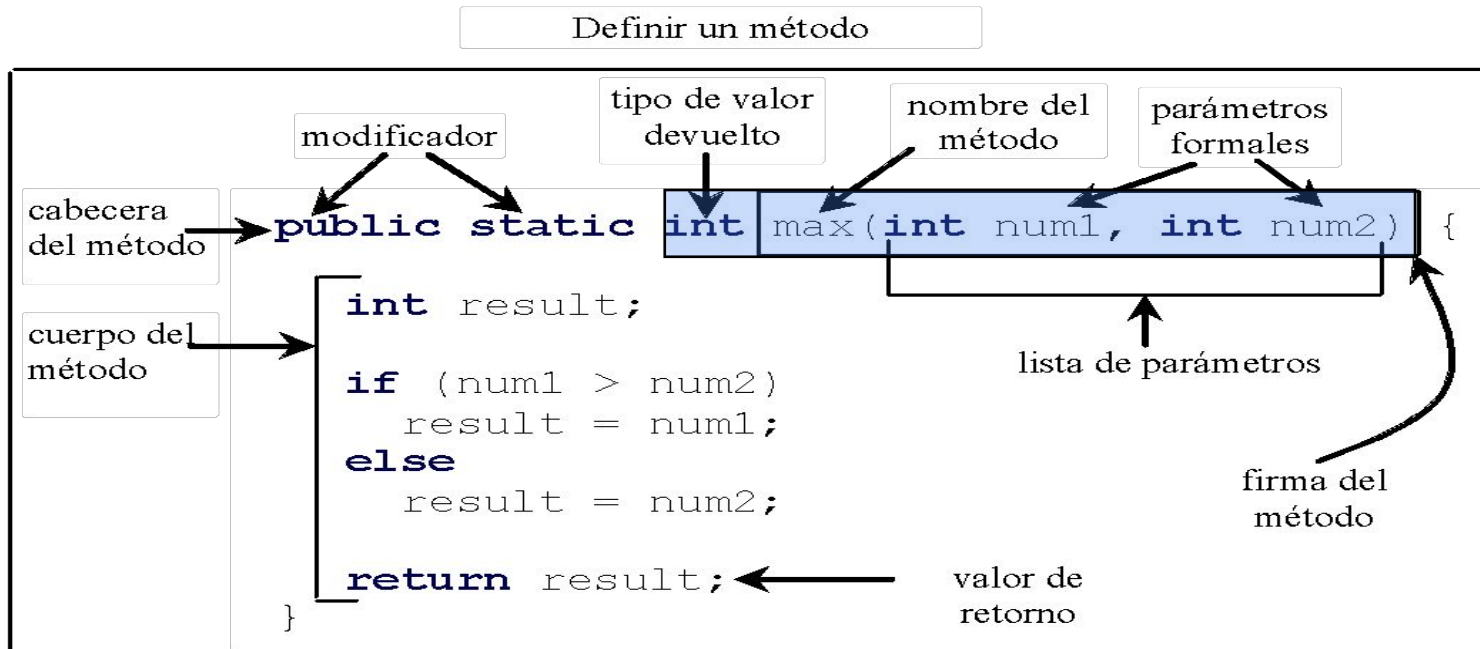 Definir un método
modificador
tipo de valor
devuelto
nombre del
método
parámetros
formales
cabecera
del método
public static int max(int num1, int num2) {
cuerpo del
método
int result;
lista de parámetros
if (num1 > num2)
result = num1;
else
result = num2;
firma del
método
return result;
valor de
retorno
}